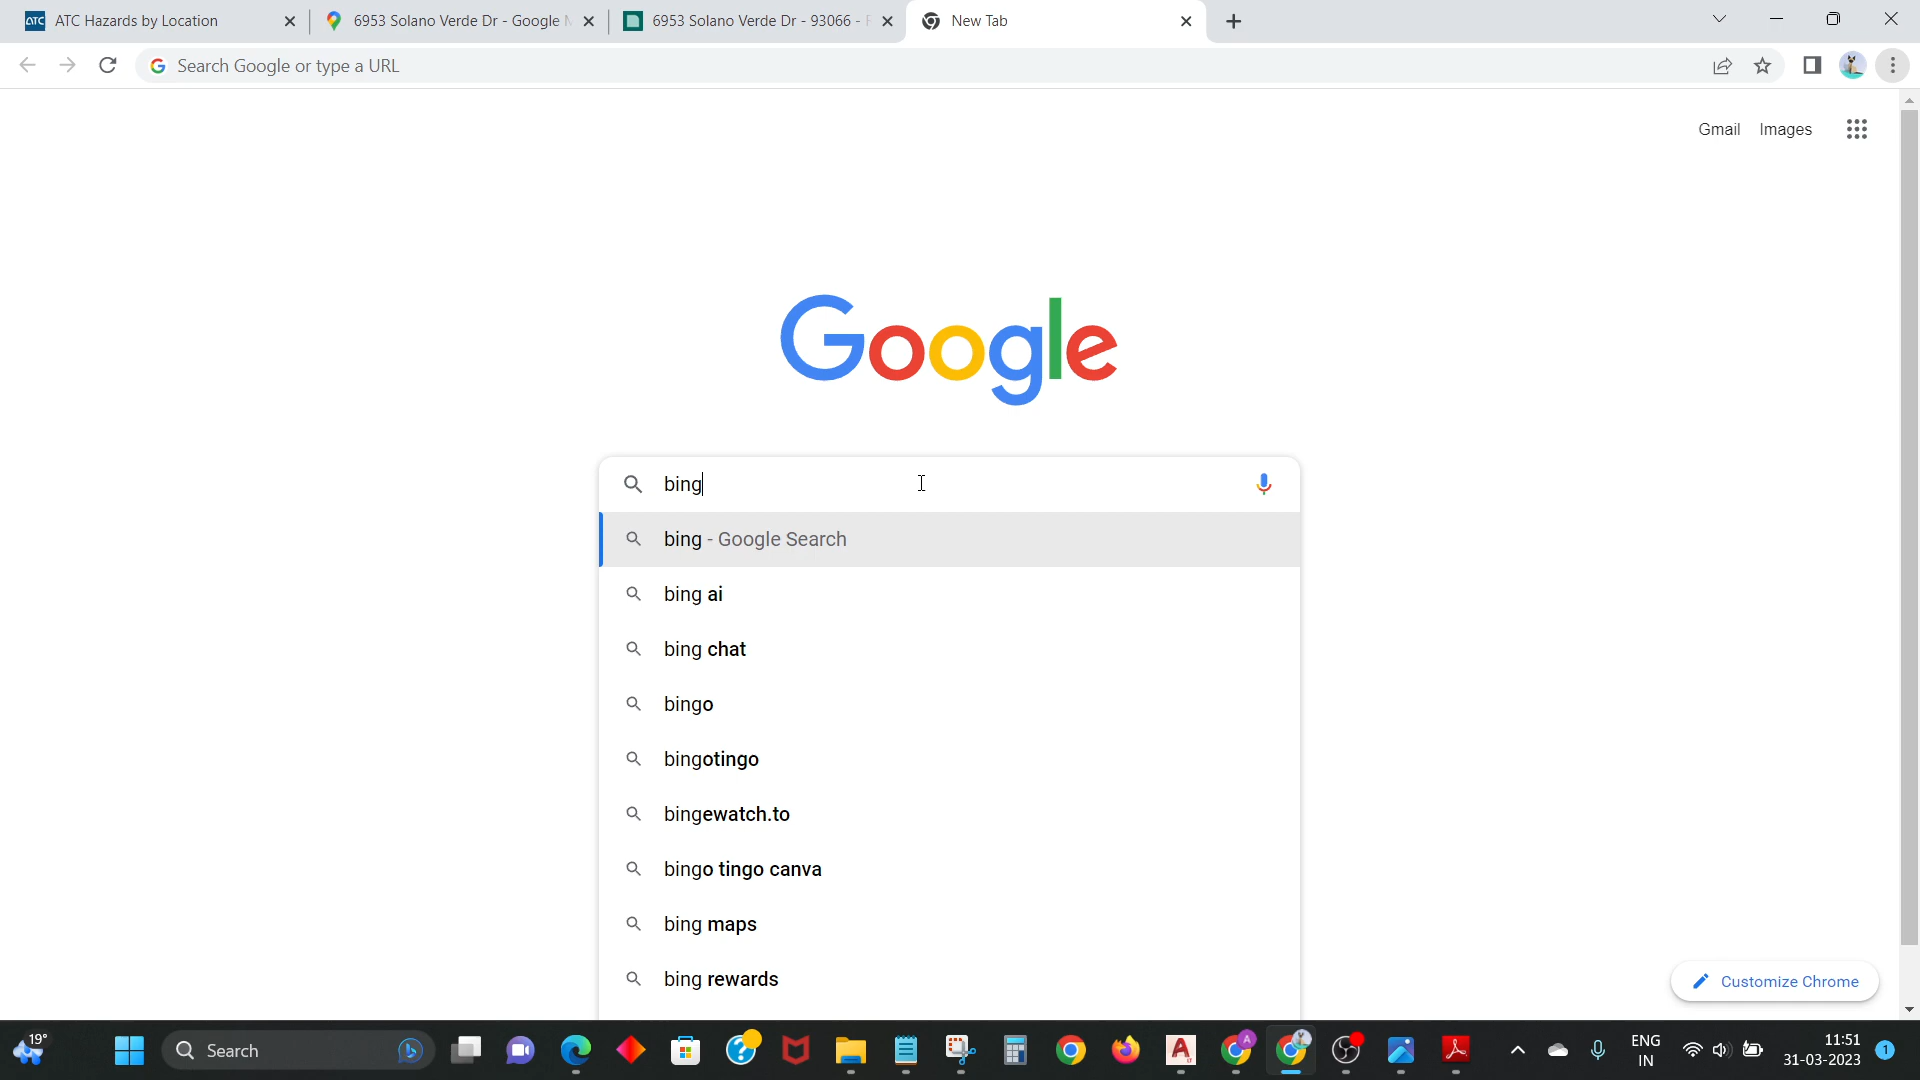 ATC ATC Hazards by Location
6953 Solano Verde Dr - Google
6953 Solano Verde Dr - 93066 -
New Tab
Search Google or type a URL
Gmail Images
Google
bing
bing - Google Search
bing ai
bing chat
bingo
bingotingo
bingewatch.to
bingo tingo canva
bing maps
bing rewards
Customize Chrome
19°
Search
A
ENG
IN
11:51
31-03-2023
1